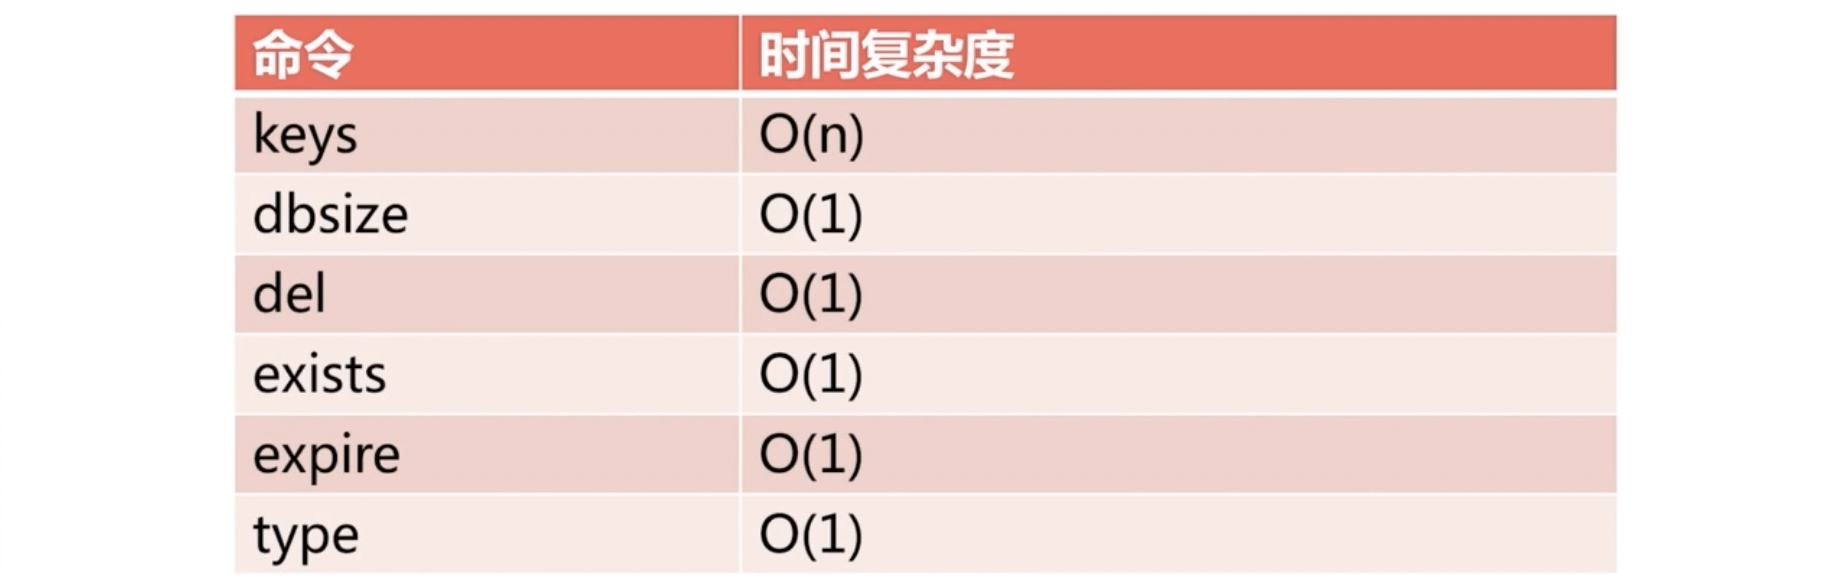 命令 时间复杂度
keys O(n)
dbsize O(1)
del O(1)
exists O(1)
expire O(1)
type O(1)